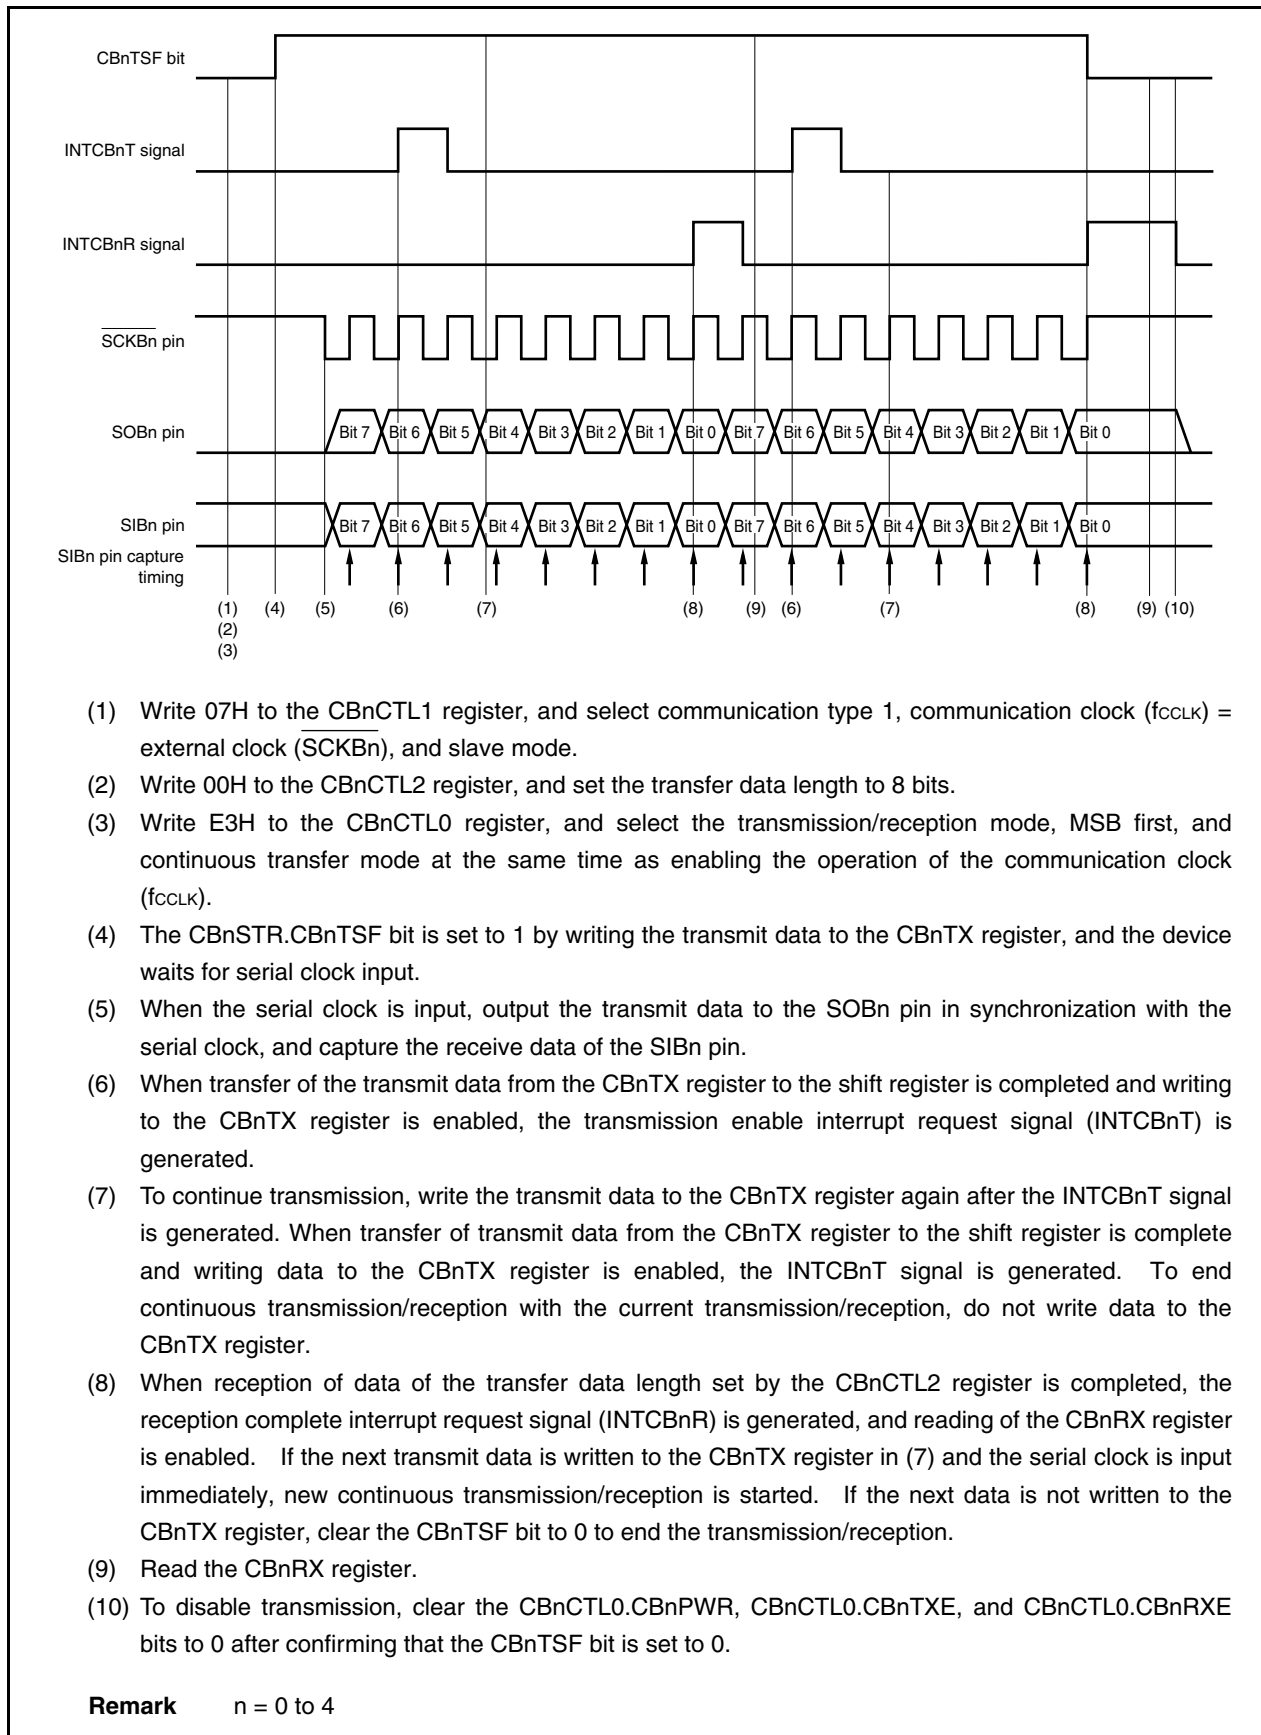 CBnTSF bit
INTCBnT signal
INTCBnR signal
SCKBn pin
SOBn pin
Bit 7 Bit 6 Bit 5 Bit 4 Bit 3 Bit 2 Bit 1 Bit 0 Bit 7 Bit 6 Bit 5 Bit 4 Bit 3 Bit 2 Bit 1 Bit 0
SIBn pin
Bit 7 Bit 6 Bit 5 Bit 4 Bit 3 Bit 2 Bit 1 Bit 0 Bit 7 Bit 6 Bit 5 Bit 4 Bit 3 Bit 2 Bit 1 Bit 0
SIBn pin capture
timing
(1) (4) (5) (6) (7) (8) (9) (6) (7) (8) (9) (10)
(2)
(3)
(1) Write 07H to the CBnCTL1 register, and select communication type 1, communication clock (fCCLK) =
external clock (SCKBn), and slave mode.
(2) Write 00H to the CBnCTL2 register, and set the transfer data length to 8 bits.
(3) Write E3H to the CBnCTL0 register, and select the transmission/reception mode, MSB first, and
continuous transfer mode at the same time as enabling the operation of the communication clock
(fCCLK).
(4) The CBnSTR.CBnTSF bit is set to 1 by writing the transmit data to the CBnTX register, and the device
waits for serial clock input.
(5) When the serial clock is input, output the transmit data to the SOBn pin in synchronization with the
serial clock, and capture the receive data of the SIBn pin.
(6) When transfer of the transmit data from the CBnTX register to the shift register is completed and writing
to the CBnTX register is enabled, the transmission enable interrupt request signal (INTCBnT) is
generated.
(7) To continue transmission, write the transmit data to the CBnTX register again after the INTCBnT signal
is generated. When transfer of transmit data from the CBnTX register to the shift register is complete
and writing data to the CBnTX register is enabled, the INTCBnT signal is generated. To end
continuous transmission/reception with the current transmission/reception, do not write data to the
CBnTX register.
(8) When reception of data of the transfer data length set by the CBnCTL2 register is completed, the
reception complete interrupt request signal (INTCBnR) is generated, and reading of the CBnRX register
is enabled. If the next transmit data is written to the CBnTX register in (7) and the serial clock is input
immediately, new continuous transmission/reception is started. If the next data is not written to the
CBnTX register, clear the CBnTSF bit to 0 to end the transmission/reception.
(9) Read the CBnRX register.
(10) To disable transmission, clear the CBnCTL0.CBnPWR, CBnCTL0.CBnTXE, and CBnCTL0.CBnRXE
bits to 0 after confirming that the CBnTSF bit is set to 0.
Remark n = 0 to 4